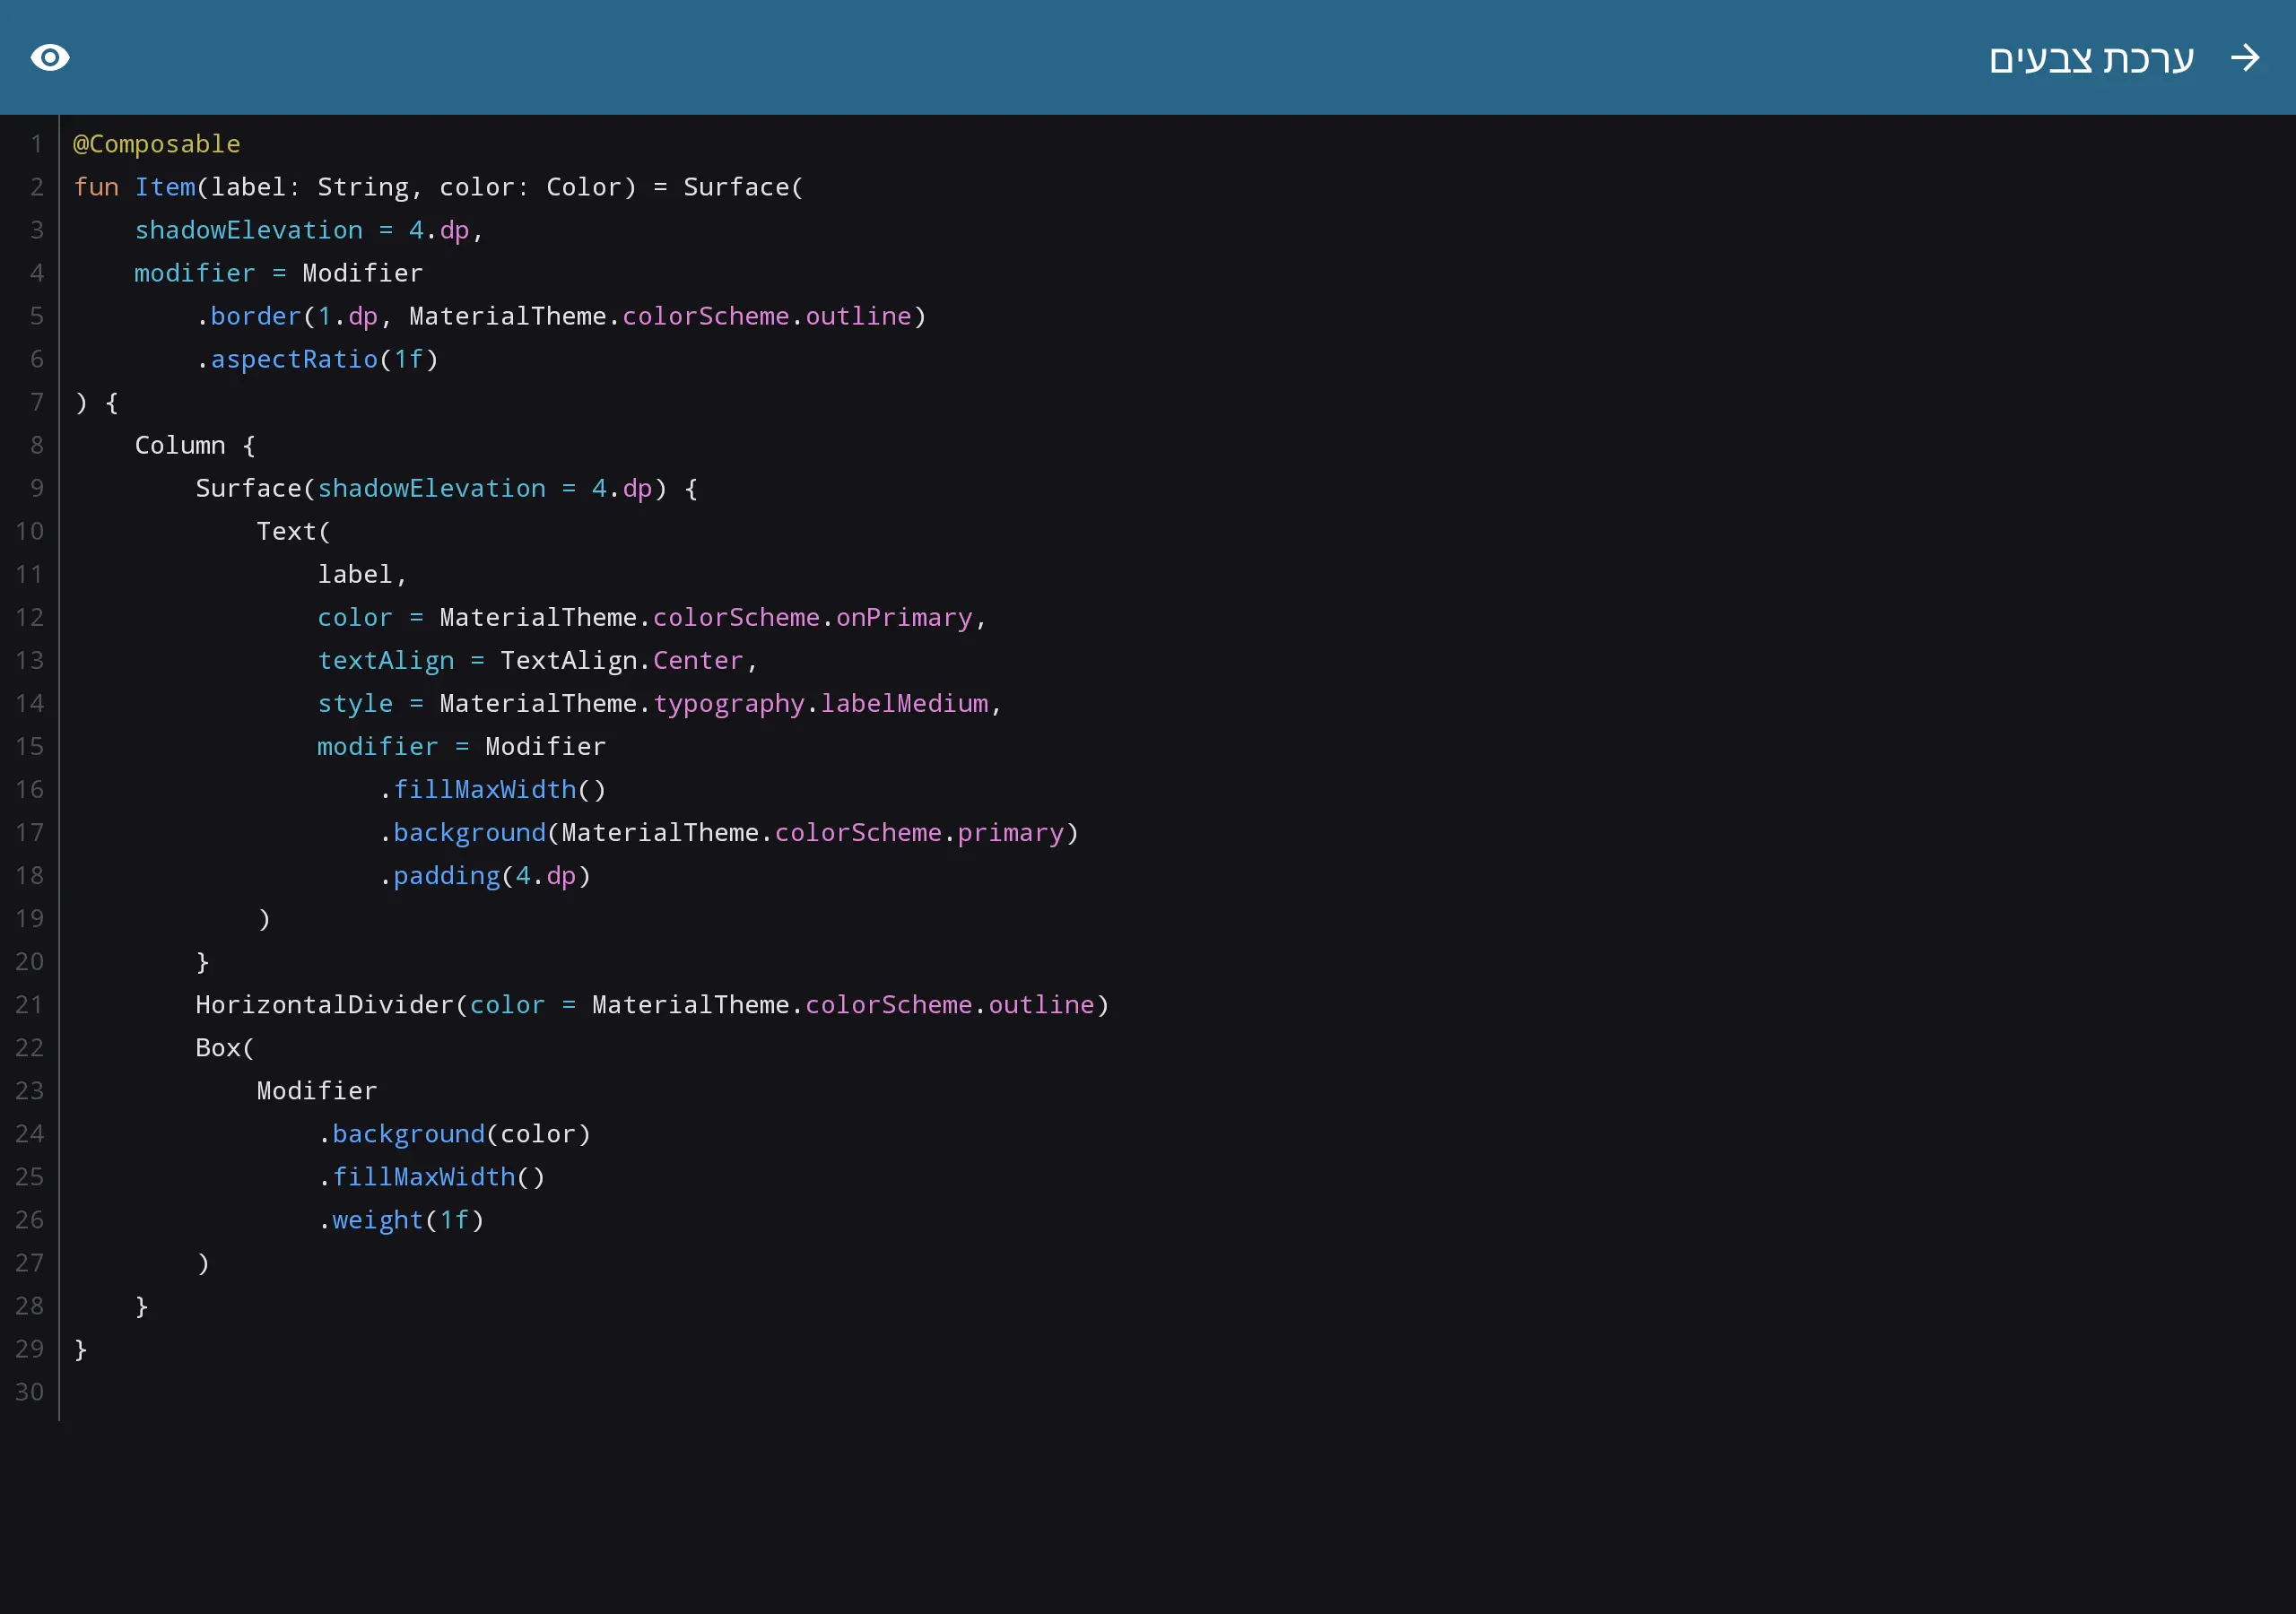 ערכת צבעים
1 @Composable
2 fun Item(label: String, color: Color) = Surface(
3     shadowElevation = 4.dp,
4     modifier = Modifier
5         .border(1.dp, MaterialTheme.colorScheme.outline)
6         .aspectRatio(1f)
7 ) {
8     Column {
9         Surface(shadowElevation = 4.dp) {
10             Text(
11                 label,
12                 color = MaterialTheme.colorScheme.onPrimary,
13                 textAlign = TextAlign.Center,
14                 style = MaterialTheme.typography.labelMedium,
15                 modifier = Modifier
16                     .fillMaxWidth()
17                     .background(MaterialTheme.colorScheme.primary)
18                     .padding(4.dp)
19             )
20         }
21         HorizontalDivider(color = MaterialTheme.colorScheme.outline)
22         Box(
23             Modifier
24                 .background(color)
25                 .fillMaxWidth()
26                 .weight(1f)
27         )
28     }
29 }
30